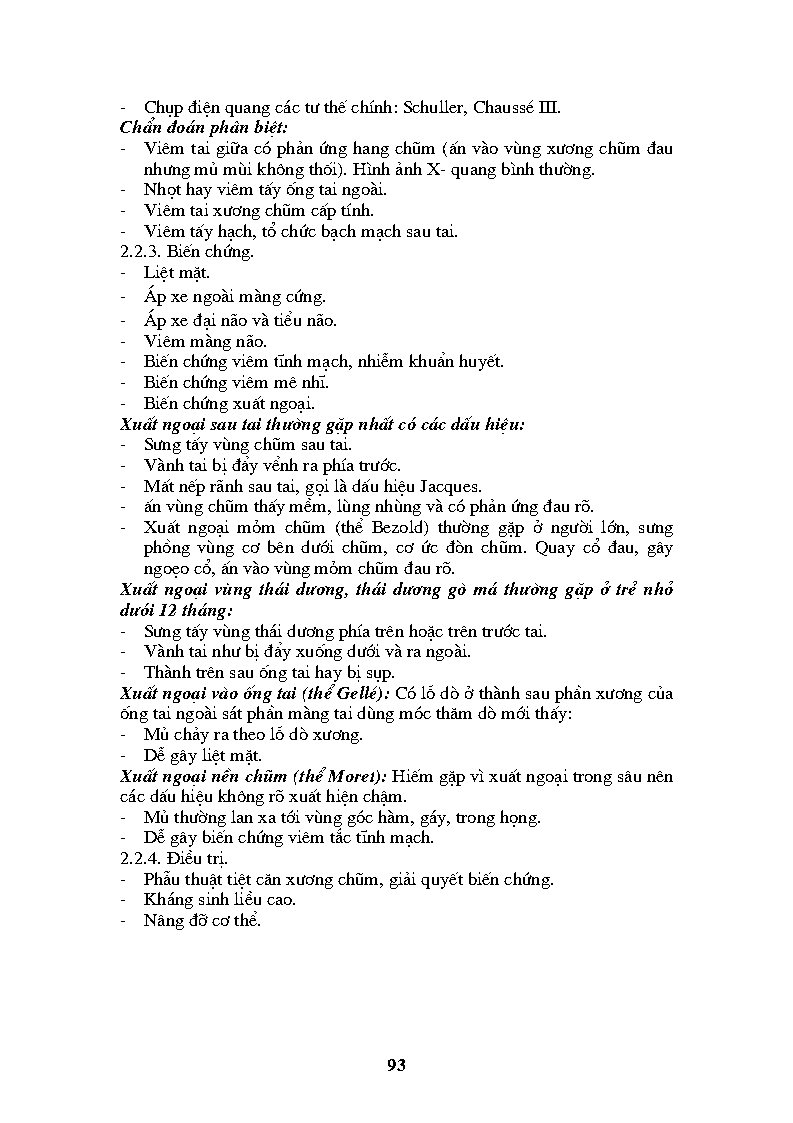 - Chụp điện quang các tư thế chính: Schuller, Chaussé III.
Chẩn đoán phân biệt:
- Viêm tai giữa có phản ứng hang chũm (ấn vào vùng xương chũm đau
nhưng mủ mùi không thối). Hình ảnh X- quang bình thường.
- Nhọt hay viêm tấy ống tai ngoài.
- Viêm tai xương chũm cấp tính.
- Viêm tấy hạch, tổ chức bạch mạch sau tai.
2.2.3. Biến chứng.
- Liệt mặt.
- Áp xe ngoài màng cứng.
- Áp xe đại não và tiểu não.
- Viêm màng não.
- Biến chứng viêm tĩnh mạch, nhiễm khuẩn huyết.
- Biến chứng viêm mê nhĩ.
- Biến chứng xuất ngoại.
Xuất ngoại sau tai thường gặp nhất có các dấu hiệu:
- Sưng tấy vùng chũm sau tai.
- Vành tai bị đẩy vểnh ra phía trước.
- Mất nếp rãnh sau tai, gọi là dấu hiệu Jacques.
- ấn vùng chũm thấy mềm, lùng nhùng và có phản ứng đau rõ.
- Xuất ngoại mỏm chũm (thể Bezold) thường gặp ở người lớn, sưng
phồng vùng cơ bên dưới chũm, cơ ức đòn chũm. Quay cổ đau, gây
ngoẹo cổ, ấn vào vùng mỏm chũm đau rõ.
Xuất ngoại vùng thái dương, thái dương gò má thường gặp ở trẻ nhỏ
dưới 12 tháng:
- Sưng tấy vùng thái dương phía trên hoặc trên trước tai.
- Vành tai như bị đẩy xuống dưới và ra ngoài.
- Thành trên sau ống tai hay bị sụp.
Xuất ngoại vào ống tai (thể Gellé): Có lỗ dò ở thành sau phần xương của
ống tai ngoài sát phần màng tai dùng móc thăm dò mới thấy:
- Mủ chảy ra theo lỗ dò xương.
- Dễ gây liệt mặt.
Xuất ngoại nền chũm (thể Moret): Hiếm gặp vì xuất ngoại trong sâu nên
các dấu hiệu không rõ xuất hiện chậm.
- Mủ thường lan xa tới vùng góc hàm, gáy, trong họng.
- Dễ gây biến chứng viêm tắc tĩnh mạch.
2.2.4. Điều trị.
- Phẫu thuật tiệt căn xương chũm, giải quyết biến chứng.
- Kháng sinh liều cao.
- Nâng đỡ cơ thể.
93